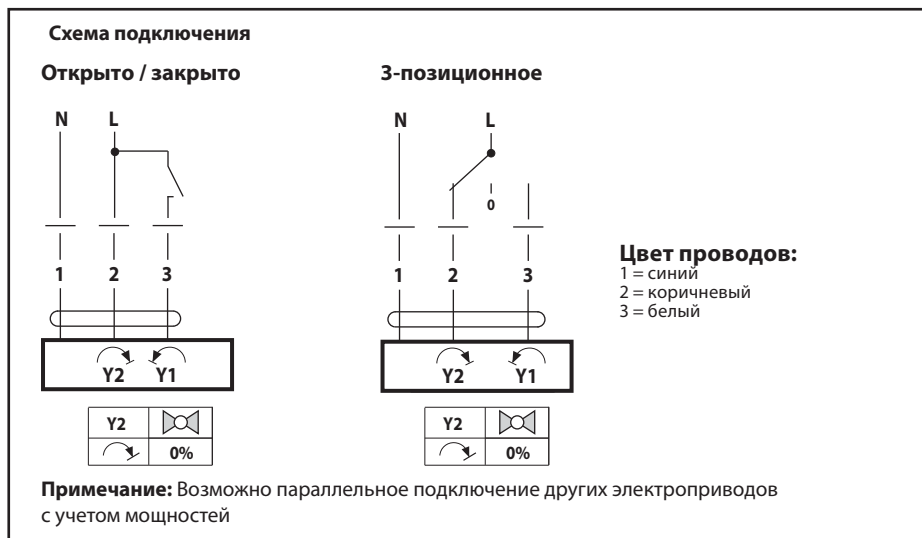 Схема подключения
Открыто / закрыто
N L
1 2 3
Y2 Y1
Y2
0%
3-позиционное
N L
0
1 2 3
Y2 Y1
Y2
0%
Цвет проводов:
1 = синий
2 = коричневый
3 = белый
Примечание: Возможно параллельное подключение других электроприводов
с учетом мощностей